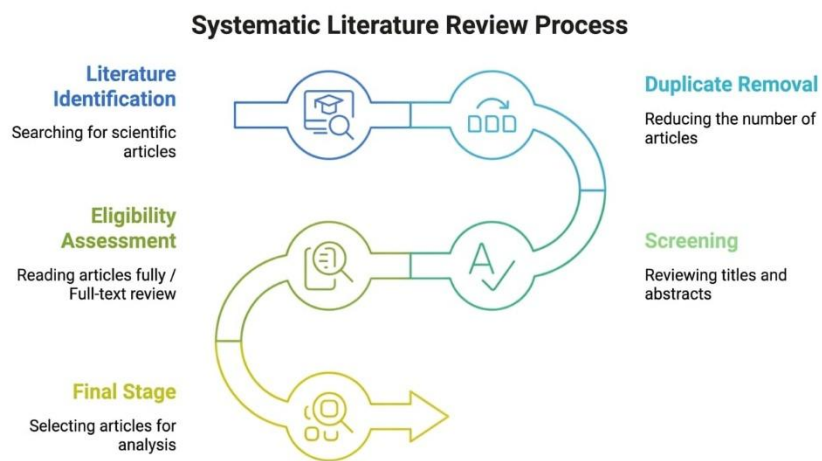 Systematic Literature Review Process
Literature
Identification
Searching for scientific
articles
Duplicate Removal
Reducing the number of
articles
Eligibility
Assessment
Reading articles fully /
Full-text review
Screening
Reviewing titles and
abstracts
Final Stage
Selecting articles for
analysis